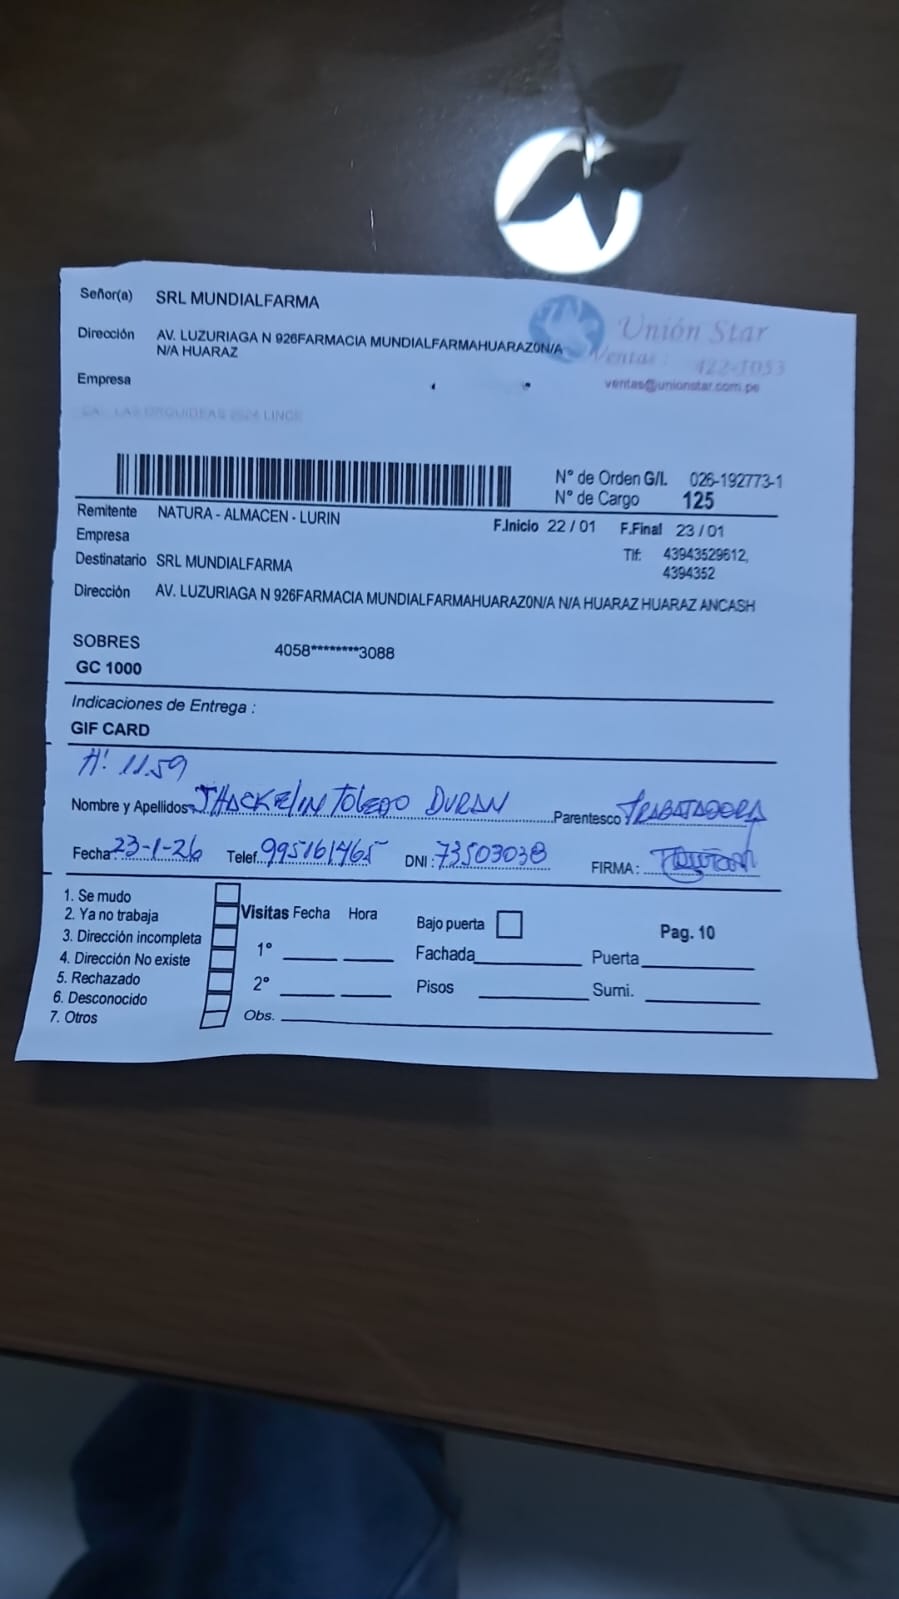 Señor(a) SRL MUNDIALFARMA
Unión Star
Dirección AV. LUZURIAGA N 926FARMACIA MUNDIALFARMAHUARAZ0N/A
N/A HUARAZ
Ventas : 422-1053
Empresa
ventas@unionstar.com.pe
CAL. LAS ORQUIDEAS LINCE
N° de Orden G/I. 026-192773-1
N° de Cargo 125
Remitente NATURA - ALMACEN - LURIN
F.Inicio 22 / 01 F.Final 23 / 01
Empresa
Tlf: 43943529612,
4394352
Destinatario SRL MUNDIALFARMA
Dirección AV. LUZURIAGA N 926FARMACIA MUNDIALFARMAHUARAZ0N/A N/A HUARAZ HUARAZ ANCASH
SOBRES 4058********3088
GC 1000
Indicaciones de Entrega :
GIF CARD
H: 11.59
Nombre y Apellidos JHACKELIN TOLEDO DURAN Parentesco TRABAJADORA
Fecha 23-1-26 Telef. 995161465 DNI : 73503038 FIRMA :
1. Se mudo
2. Ya no trabaja
3. Dirección incompleta
4. Dirección No existe
5. Rechazado
6. Desconocido
7. Otros
Visitas Fecha Hora
1°
2°
Obs.
Bajo puerta
Pag. 10
Fachada Puerta
Pisos Sumi.